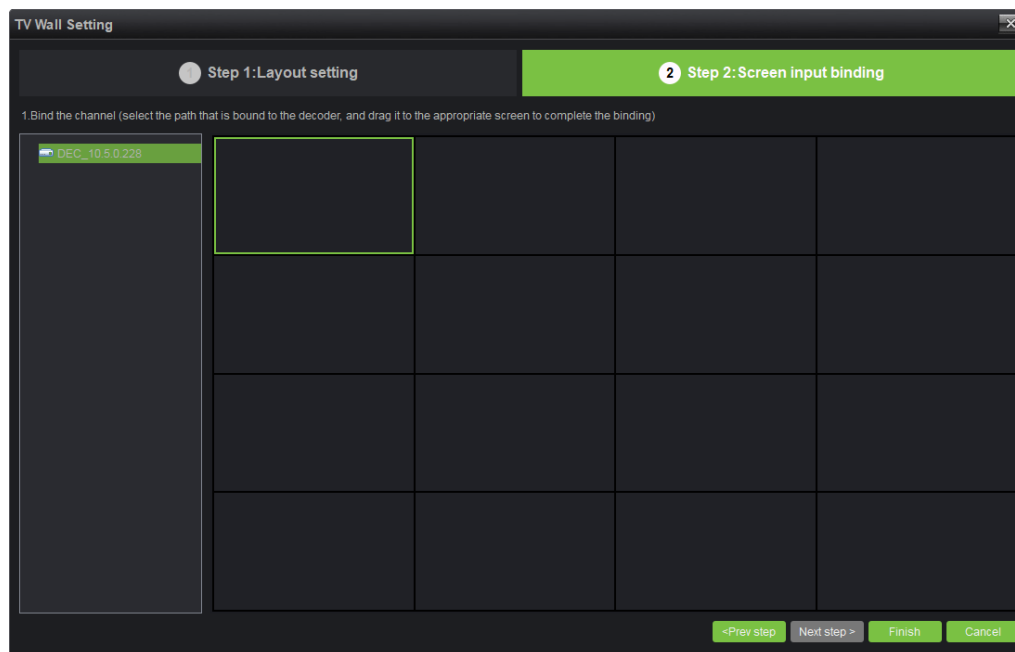 TV Wall Setting
1 Step 1:Layout setting
2 Step 2:Screen input binding
1.Bind the channel (select the path that is bound to the decoder, and drag it to the appropriate screen to complete the binding)
DEC_10.5.0.228
<Prev step Next step > Finish Cancel